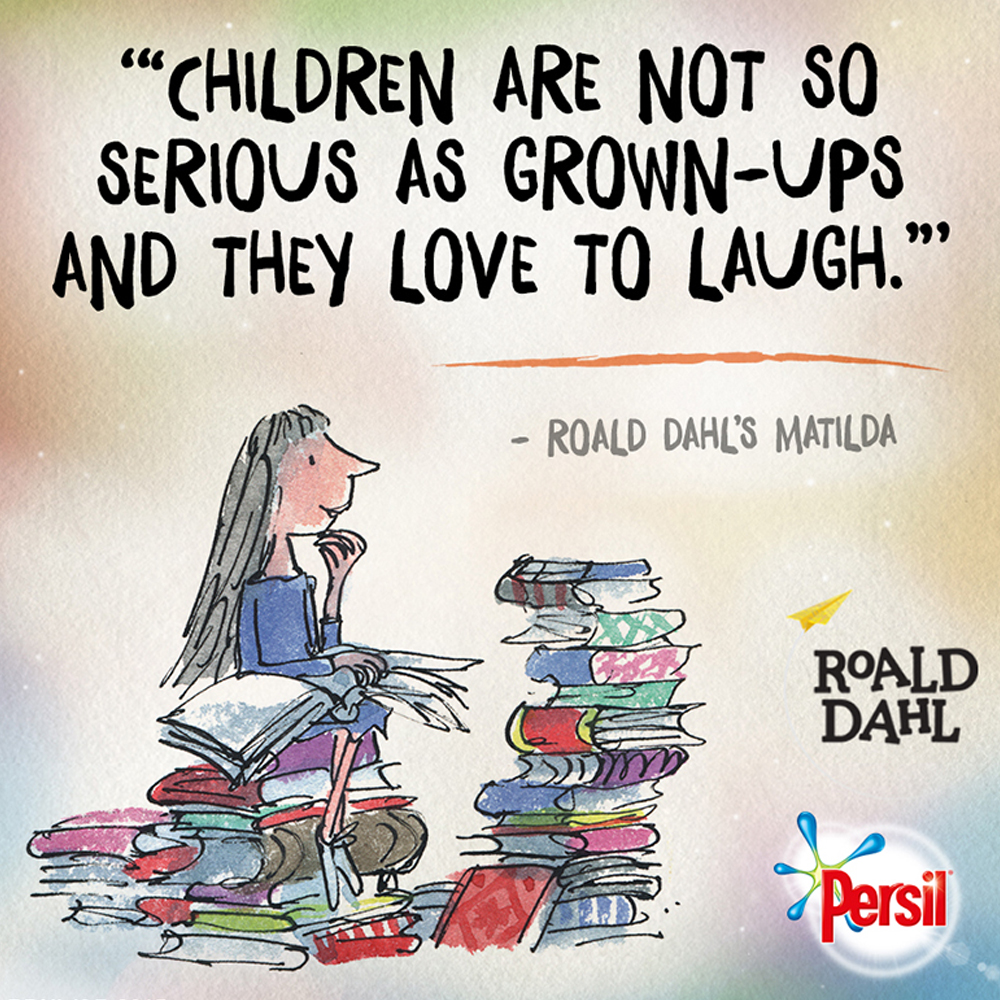 “‘CHILDREN ARE NOT SO
SERIOUS AS GROWN-UPS
AND THEY LOVE TO LAUGH.’”
- ROALD DAHL'S MATILDA
ROALD
DAHL
Persil